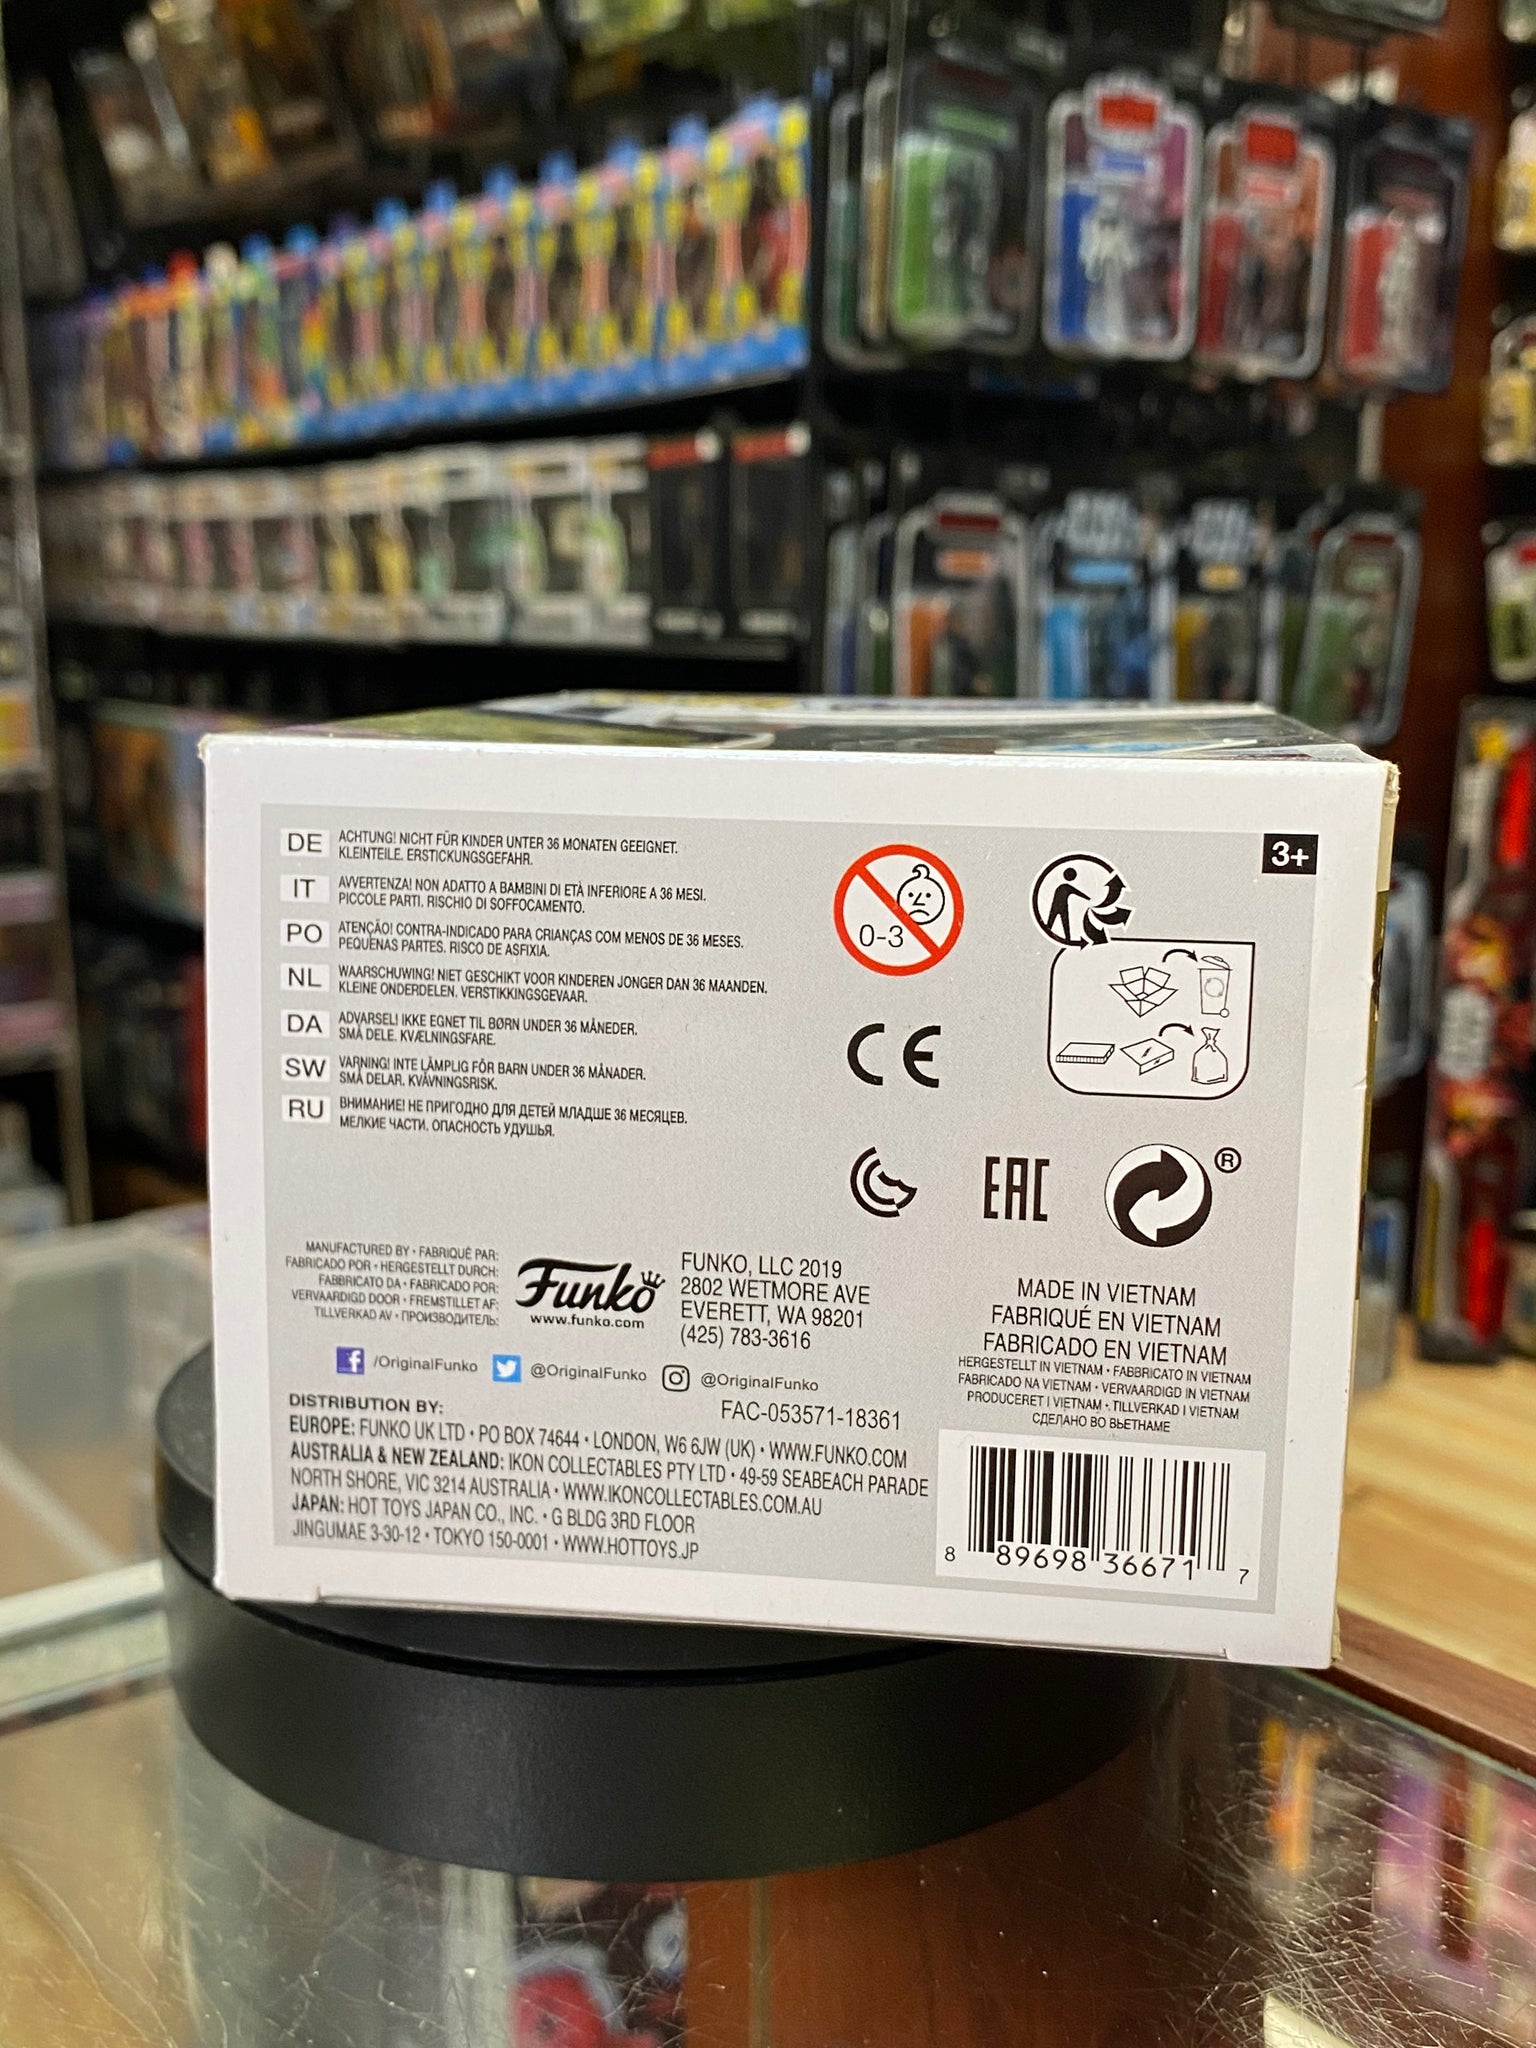 DE ACHTUNG! NICHT FÜR KINDER UNTER 36 MONATEN GEEIGNET.
KLEINTEILE. ERSTICKUNGSGEFAHR.
IT AVVERTENZA! NON ADATTO A BAMBINI DI ETÀ INFERIORE A 36 MESI.
PICCOLE PARTI. RISCHIO DI SOFFOCAMENTO.
PO ATENÇÃO! CONTRA-INDICADO PARA CRIANÇAS COM MENOS DE 36 MESES.
PEQUENAS PARTES. RISCO DE ASFIXIA.
NL WAARSCHUWING! NIET GESCHIKT VOOR KINDEREN JONGER DAN 36 MAANDEN.
KLEINE ONDERDELEN. VERSTIKKINGSGEVAAR.
DA ADVARSEL! IKKE EGNET TIL BØRN UNDER 36 MÅNEDER.
SMÅ DELE. KVÆLNINGSFARE.
SW VARNING! INTE LÄMPLIG FÖR BARN UNDER 36 MÅNADER.
SMÅ DELAR. KVÄVNINGSRISK.
RU ВНИМАНИЕ! НЕ ПРИГОДНО ДЛЯ ДЕТЕЙ МЛАДШЕ 36 МЕСЯЦЕВ.
МЕЛКИЕ ЧАСТИ. ОПАСНОСТЬ УДУШЬЯ.
0-3
3+
CE
EAC
®
MANUFACTURED BY • FABRIQUÉ PAR:
FABRICADO POR • HERGESTELLT DURCH:
FABBRICATO DA • FABRICADO POR:
VERVAARDIGD DOOR • FREMSTILLET AF:
TILLVERKAD AV • ПРОИЗВОДИТЕЛЬ:
Funko
www.funko.com
FUNKO, LLC 2019
2802 WETMORE AVE
EVERETT, WA 98201
(425) 783-3616
/OriginalFunko @OriginalFunko @OriginalFunko
FAC-053571-18361
MADE IN VIETNAM
FABRIQUÉ EN VIETNAM
FABRICADO EN VIETNAM
HERGESTELLT IN VIETNAM • FABBRICATO IN VIETNAM
FABRICADO NA VIETNAM • VERVAARDIGD IN VIETNAM
PRODUCERET I VIETNAM • TILLVERKAD I VIETNAM
СДЕЛАНО ВО ВЬЕТНАМЕ
DISTRIBUTION BY:
EUROPE: FUNKO UK LTD • PO BOX 74644 • LONDON, W6 6JW (UK) • WWW.FUNKO.COM
AUSTRALIA & NEW ZEALAND: IKON COLLECTABLES PTY LTD • 49-59 SEABEACH PARADE
NORTH SHORE, VIC 3214 AUSTRALIA • WWW.IKONCOLLECTABLES.COM.AU
JAPAN: HOT TOYS JAPAN CO., INC. • G BLDG 3RD FLOOR
JINGUMAE 3-30-12 • TOKYO 150-0001 • WWW.HOTTOYS.JP
8 89698 36671 7